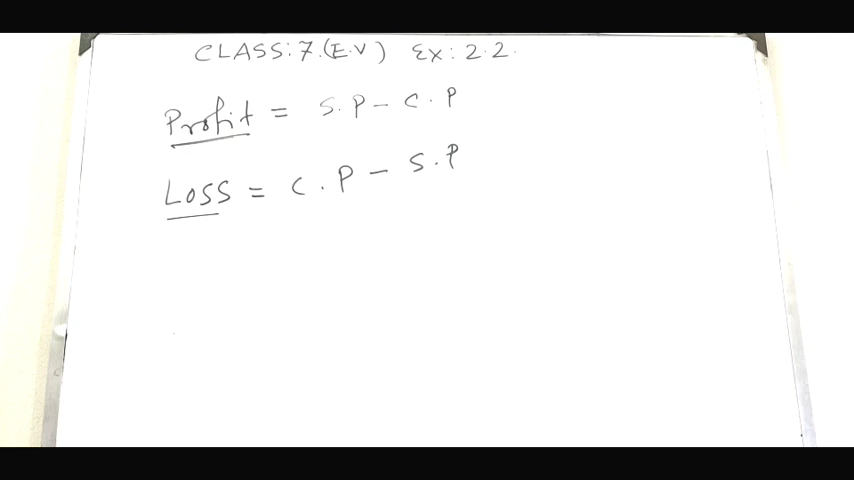 CLASS: 7.(E.V) Ex: 2.2.
Profit = S.P - C.P
Loss = C.P - S.P